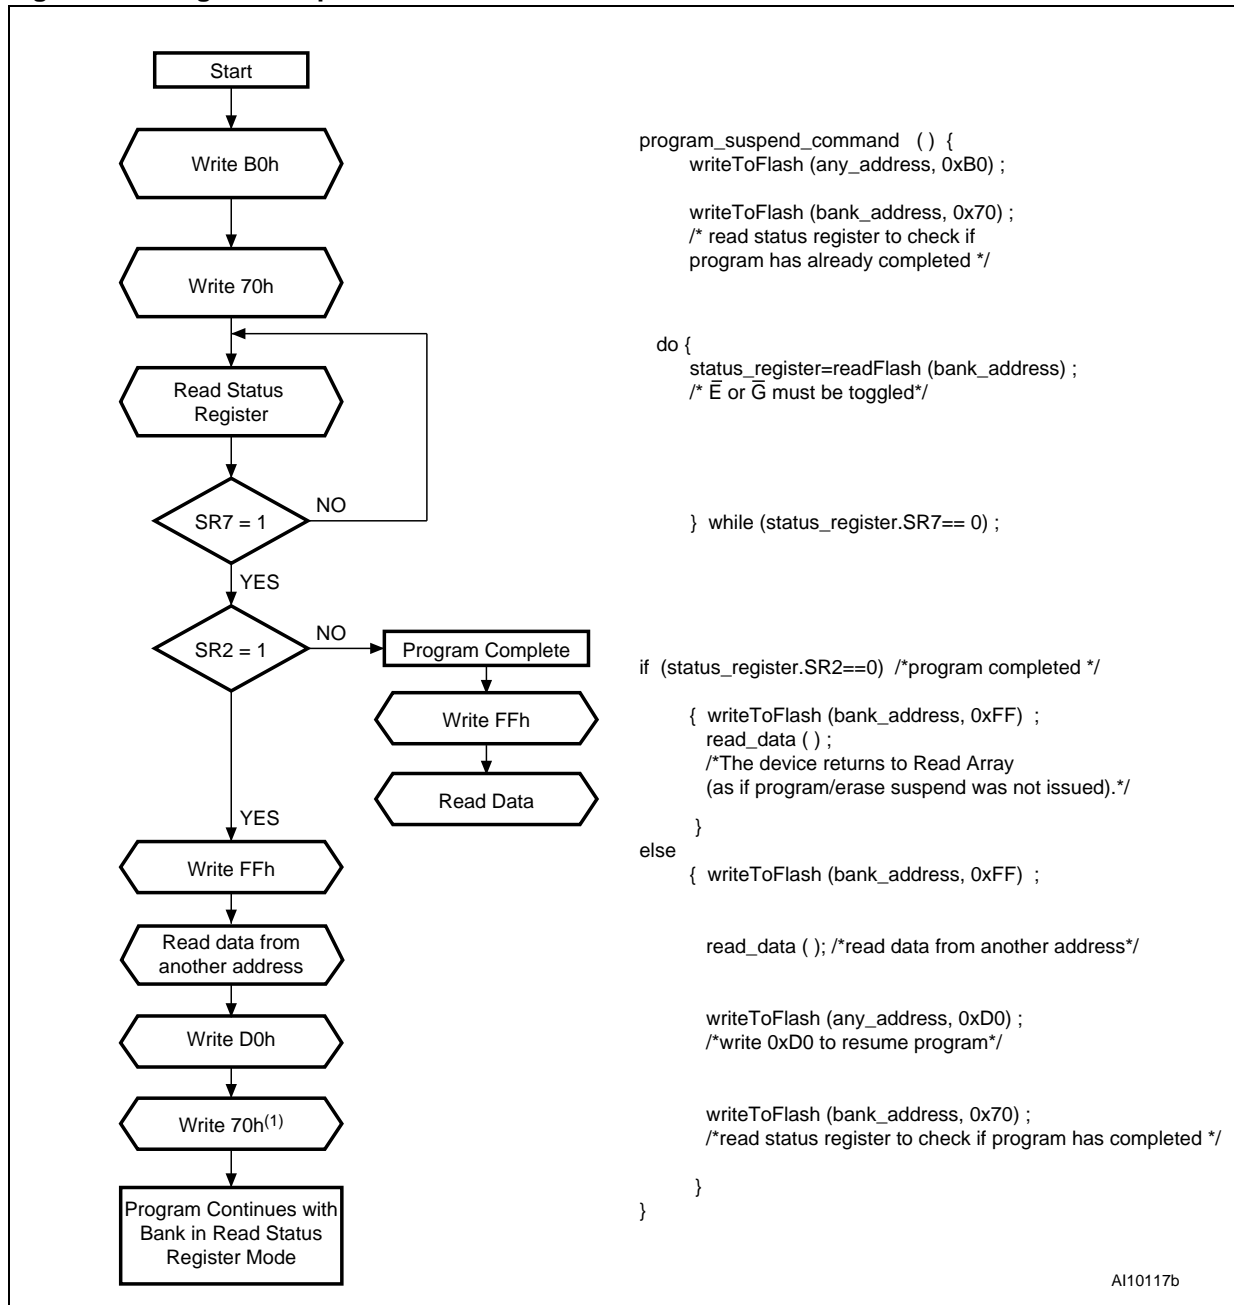 Start
Write B0h
Write 70h
Read Status
Register
SR7 = 1
NO
YES
SR2 = 1
NO
Program Complete
Write FFh
Read Data
YES
Write FFh
Read data from
another address
Write D0h
Write 70h(1)
Program Continues with
Bank in Read Status
Register Mode
program_suspend_command ( ) {
writeToFlash (any_address, 0xB0) ;
writeToFlash (bank_address, 0x70) ;
/* read status register to check if
program has already completed */
do {
status_register=readFlash (bank_address) ;
/* E̅ or G̅ must be toggled*/
} while (status_register.SR7== 0) ;
if (status_register.SR2==0) /*program completed */
{ writeToFlash (bank_address, 0xFF) ;
read_data ( ) ;
/*The device returns to Read Array
(as if program/erase suspend was not issued).*/
}
else
{ writeToFlash (bank_address, 0xFF) ;
read_data ( ); /*read data from another address*/
writeToFlash (any_address, 0xD0) ;
/*write 0xD0 to resume program*/
writeToFlash (bank_address, 0x70) ;
/*read status register to check if program has completed */
}
}
AI10117b